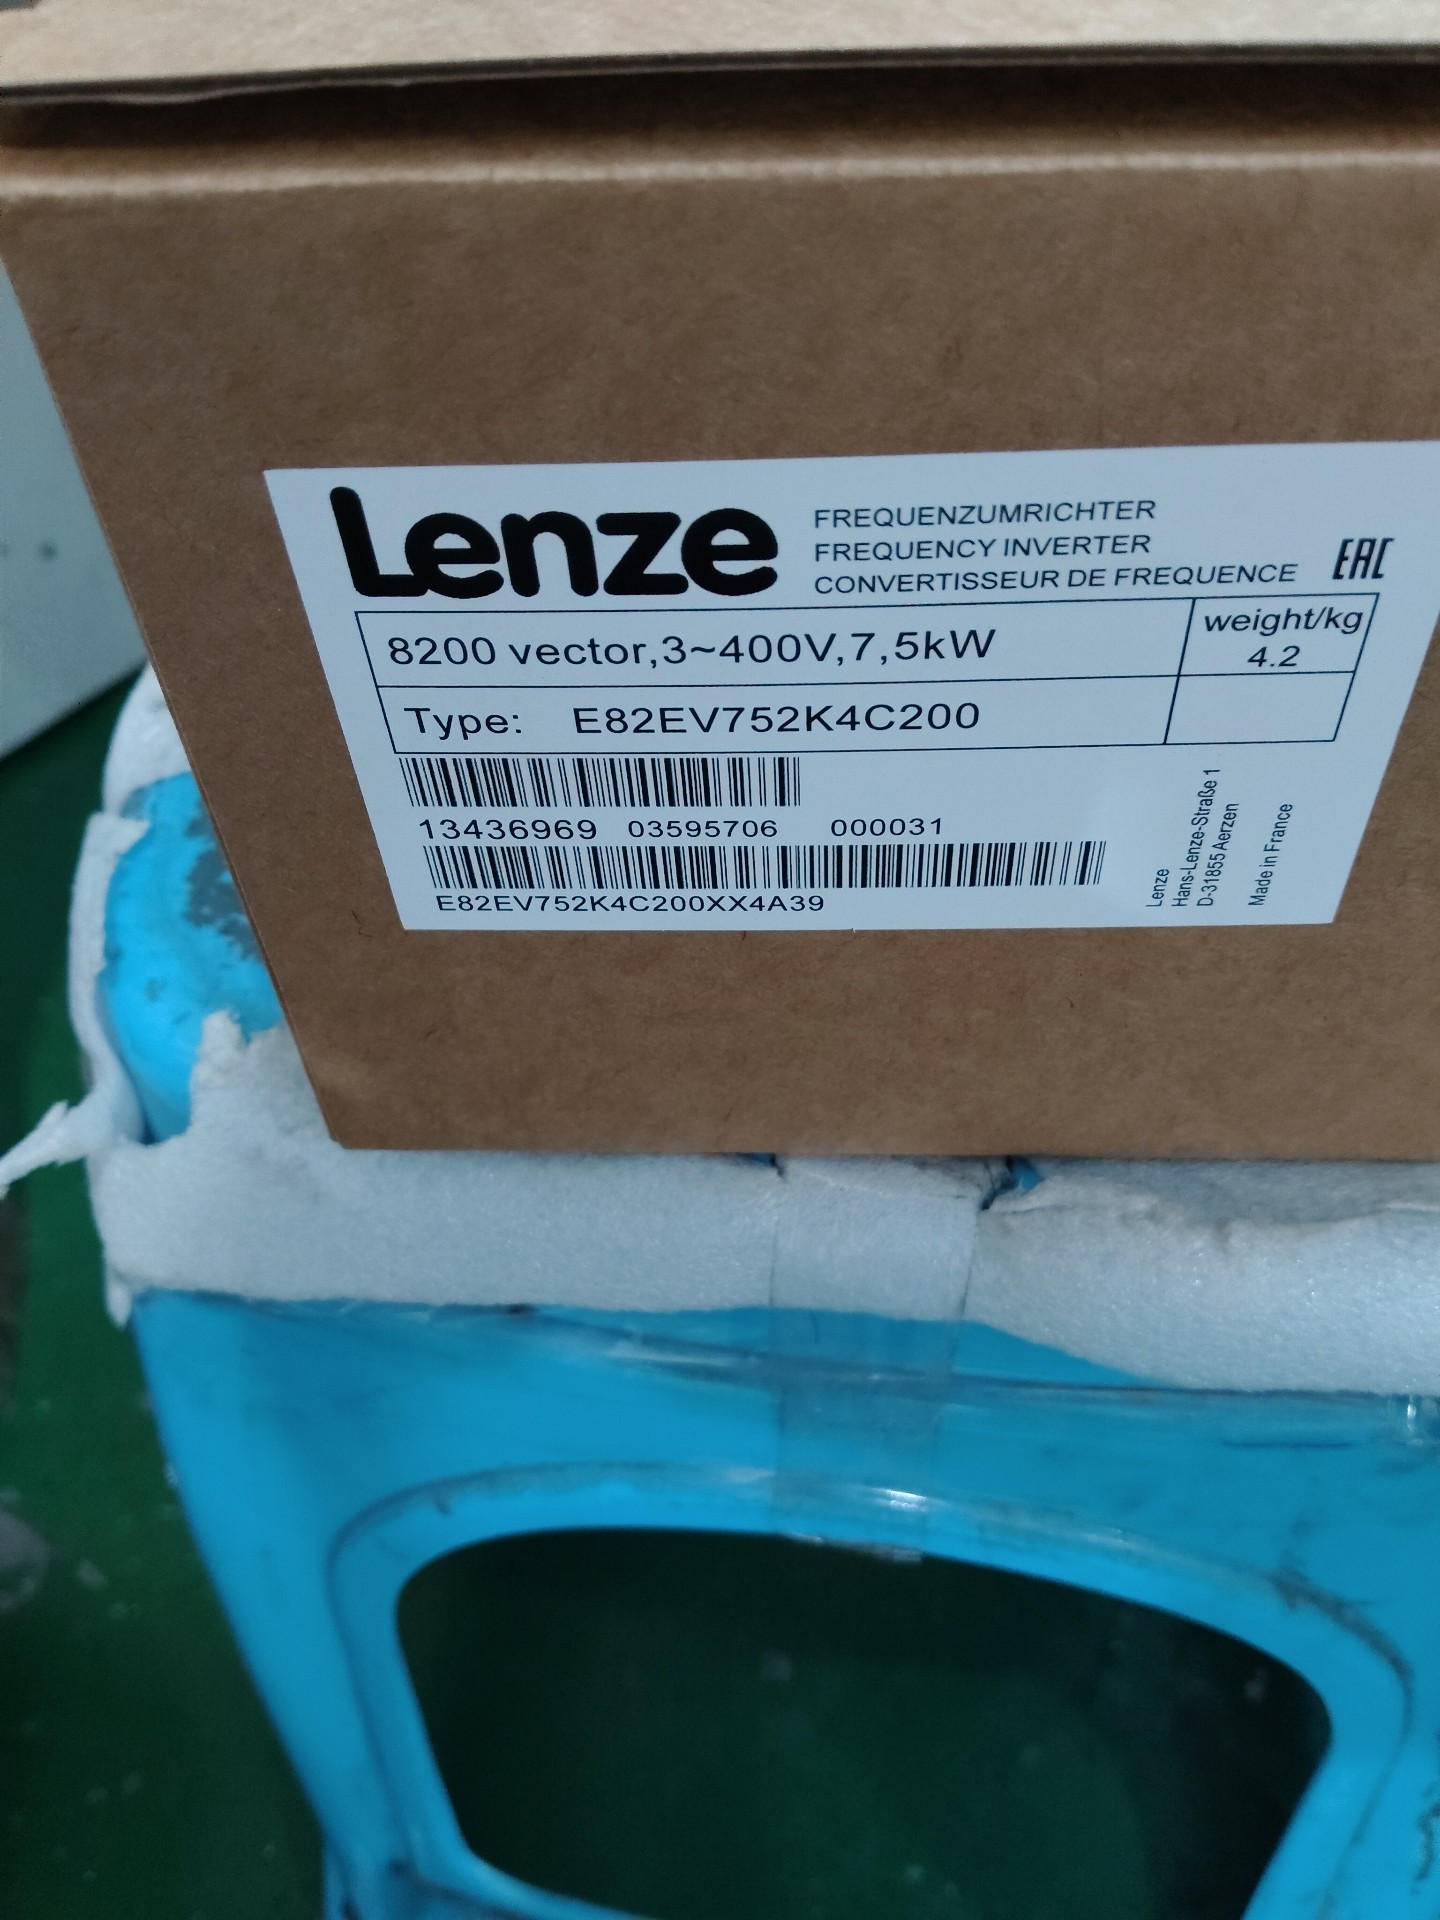 Lenze
FREQUENZUMRICHTER
FREQUENCY INVERTER
CONVERTISSEUR DE FREQUENCE
EAC
8200 vector,3~400V,7,5kW
weight/kg
4.2
Type: E82EV752K4C200
13436969 03595706 000031
E82EV752K4C200XX4A39
Lenze
Hans-Lenze-Straße 1
D-31855 Aerzen
Made in France